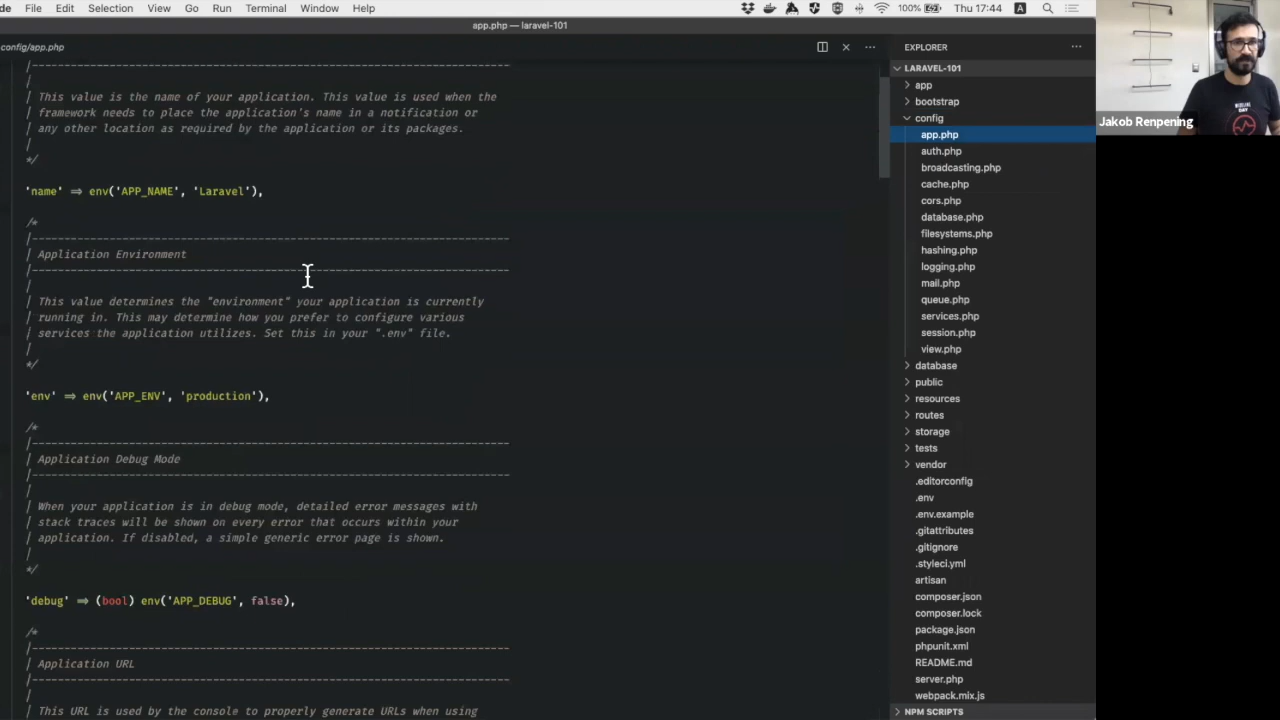 de File Edit Selection View Go Run Terminal Window Help 100% Thu 17:44 A
app.php — laravel-101
config/app.php
|--------------------------------------------------------------------------
|
| This value is the name of your application. This value is used when the
| framework needs to place the application's name in a notification or
| any other location as required by the application or its packages.
|
*/
'name' => env('APP_NAME', 'Laravel'),
/*
|--------------------------------------------------------------------------
| Application Environment
|--------------------------------------------------------------------------
|
| This value determines the "environment" your application is currently
| running in. This may determine how you prefer to configure various
| services the application utilizes. Set this in your ".env" file.
|
*/
'env' => env('APP_ENV', 'production'),
/*
|--------------------------------------------------------------------------
| Application Debug Mode
|--------------------------------------------------------------------------
|
| When your application is in debug mode, detailed error messages with
| stack traces will be shown on every error that occurs within your
| application. If disabled, a simple generic error page is shown.
|
*/
'debug' => (bool) env('APP_DEBUG', false),
/*
|--------------------------------------------------------------------------
| Application URL
|--------------------------------------------------------------------------
|
| This URL is used by the console to properly generate URLs when using
EXPLORER
LARAVEL-101
app
bootstrap
config
app.php
auth.php
broadcasting.php
cache.php
cors.php
database.php
filesystems.php
hashing.php
logging.php
mail.php
queue.php
services.php
session.php
view.php
database
public
resources
routes
storage
tests
vendor
.editorconfig
.env
.env.example
.gitattributes
.gitignore
.styleci.yml
artisan
composer.json
composer.lock
package.json
phpunit.xml
README.md
server.php
webpack.mix.js
NPM SCRIPTS
Jakob Renpening